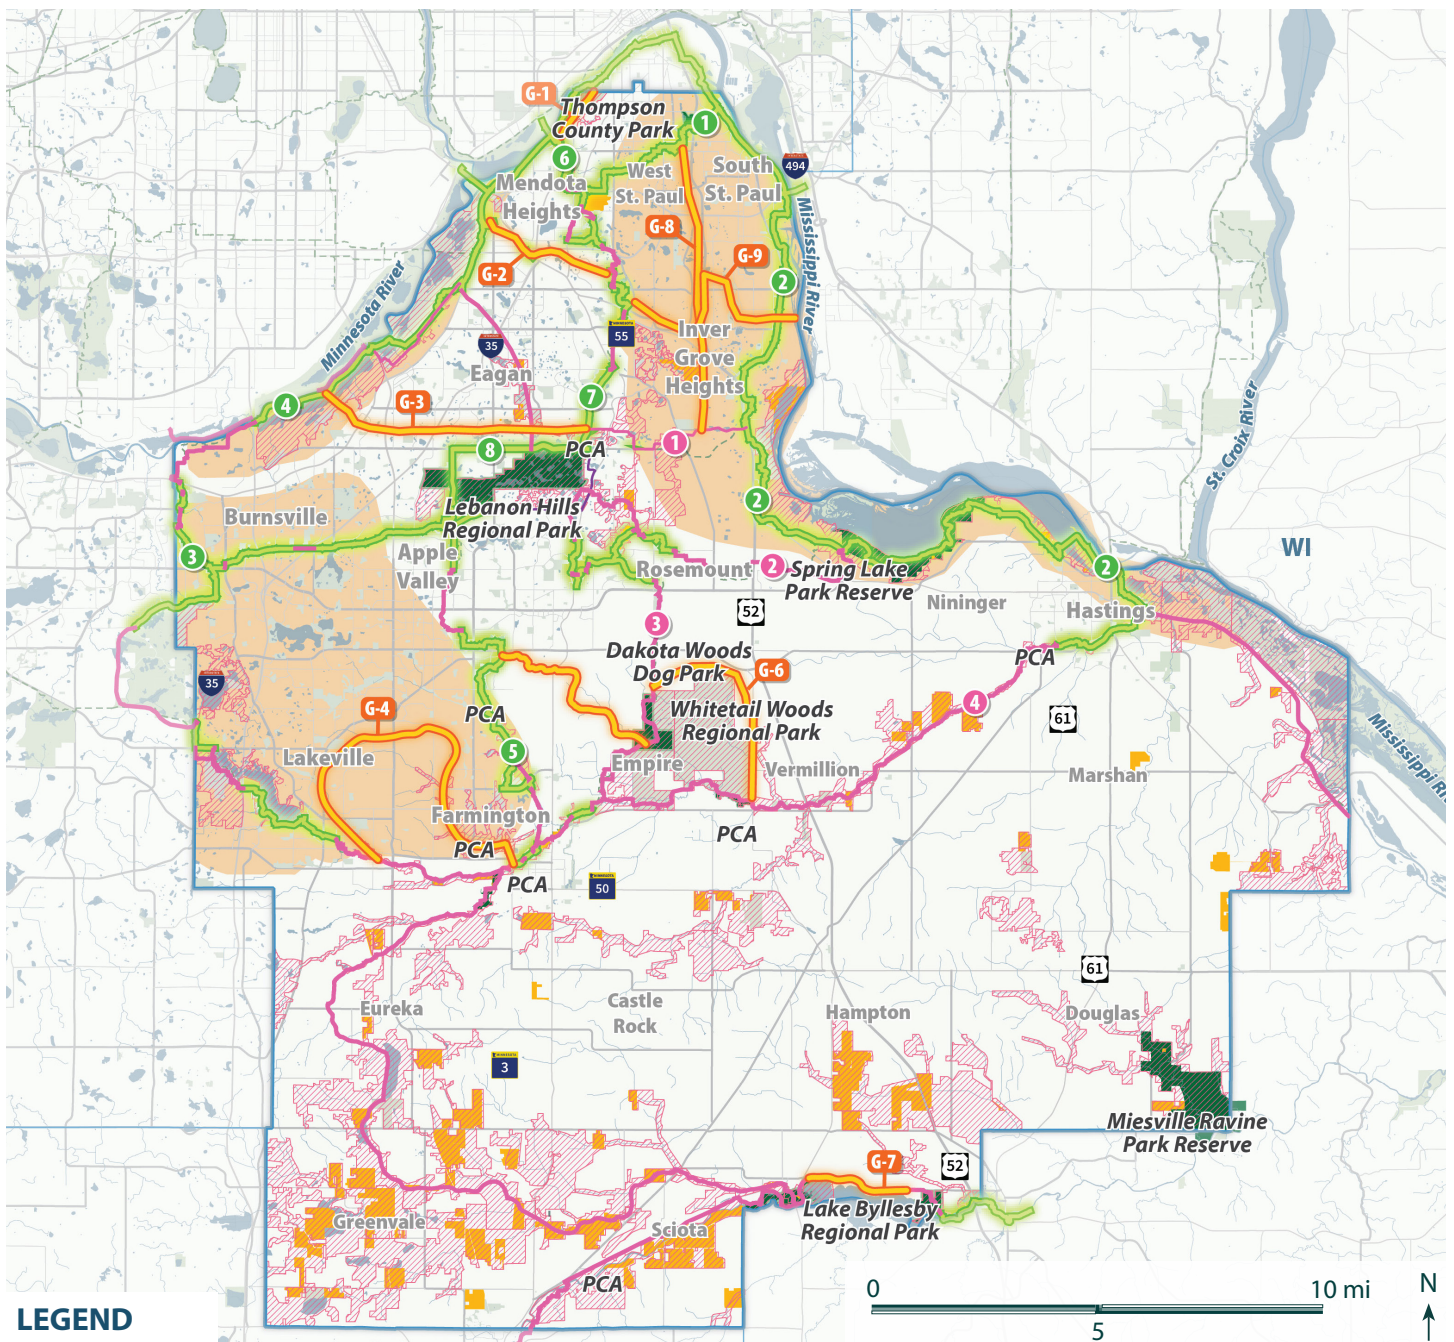 G-1
Thompson
County Park
1
6
West
St. Paul
South
St. Paul
494
Mendota
Heights
G-8
G-2
G-9
2
Mississippi River
Minnesota River
55
35
Eagan
Inver
Grove
Heights
4
G-3
7
1
8
PCA
St. Croix River
Lebanon Hills
Regional Park
2
Burnsville
3
Apple
Valley
Rosemount
2
Spring Lake
Park Reserve
WI
2
Nininger
Hastings
52
3
Dakota Woods
Dog Park
PCA
G-6
35
Whitetail Woods
Regional Park
4
61
G-4
PCA
5
Lakeville
Empire
Vermillion
Marshan
Mississippi Ri
Farmington
PCA
PCA
PCA
50
61
Eureka
Castle
Rock
Hampton
Douglas
3
Miesville Ravine
Park Reserve
G-7
52
Greenvale
Sciota
Lake Byllesby
Regional Park
PCA
0
10 mi
5
N
LEGEND